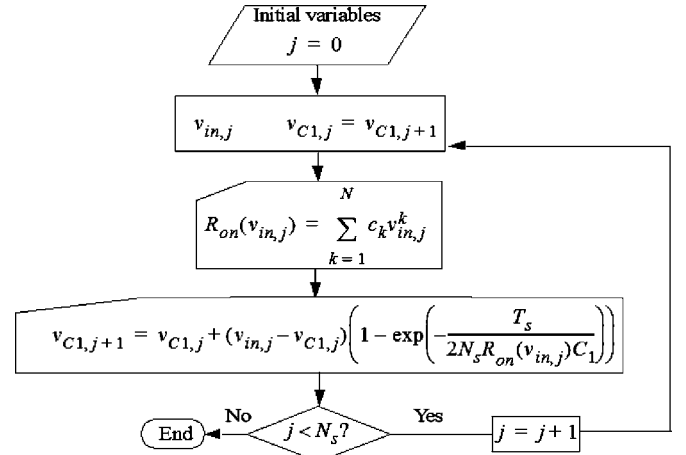 Initial variables
j = 0
v_{in,j}   v_{C1,j} = v_{C1,j+1}
R_{on}(v_{in,j}) = \sum_{k=1}^{N} c_k v_{in,j}^k
v_{C1,j+1} = v_{C1,j} + (v_{in,j} - v_{C1,j})(1 - exp(-\frac{T_s}{2N_s R_{on}(v_{in,j})C_1}))
No
Yes
End
j < N_s?
j = j + 1